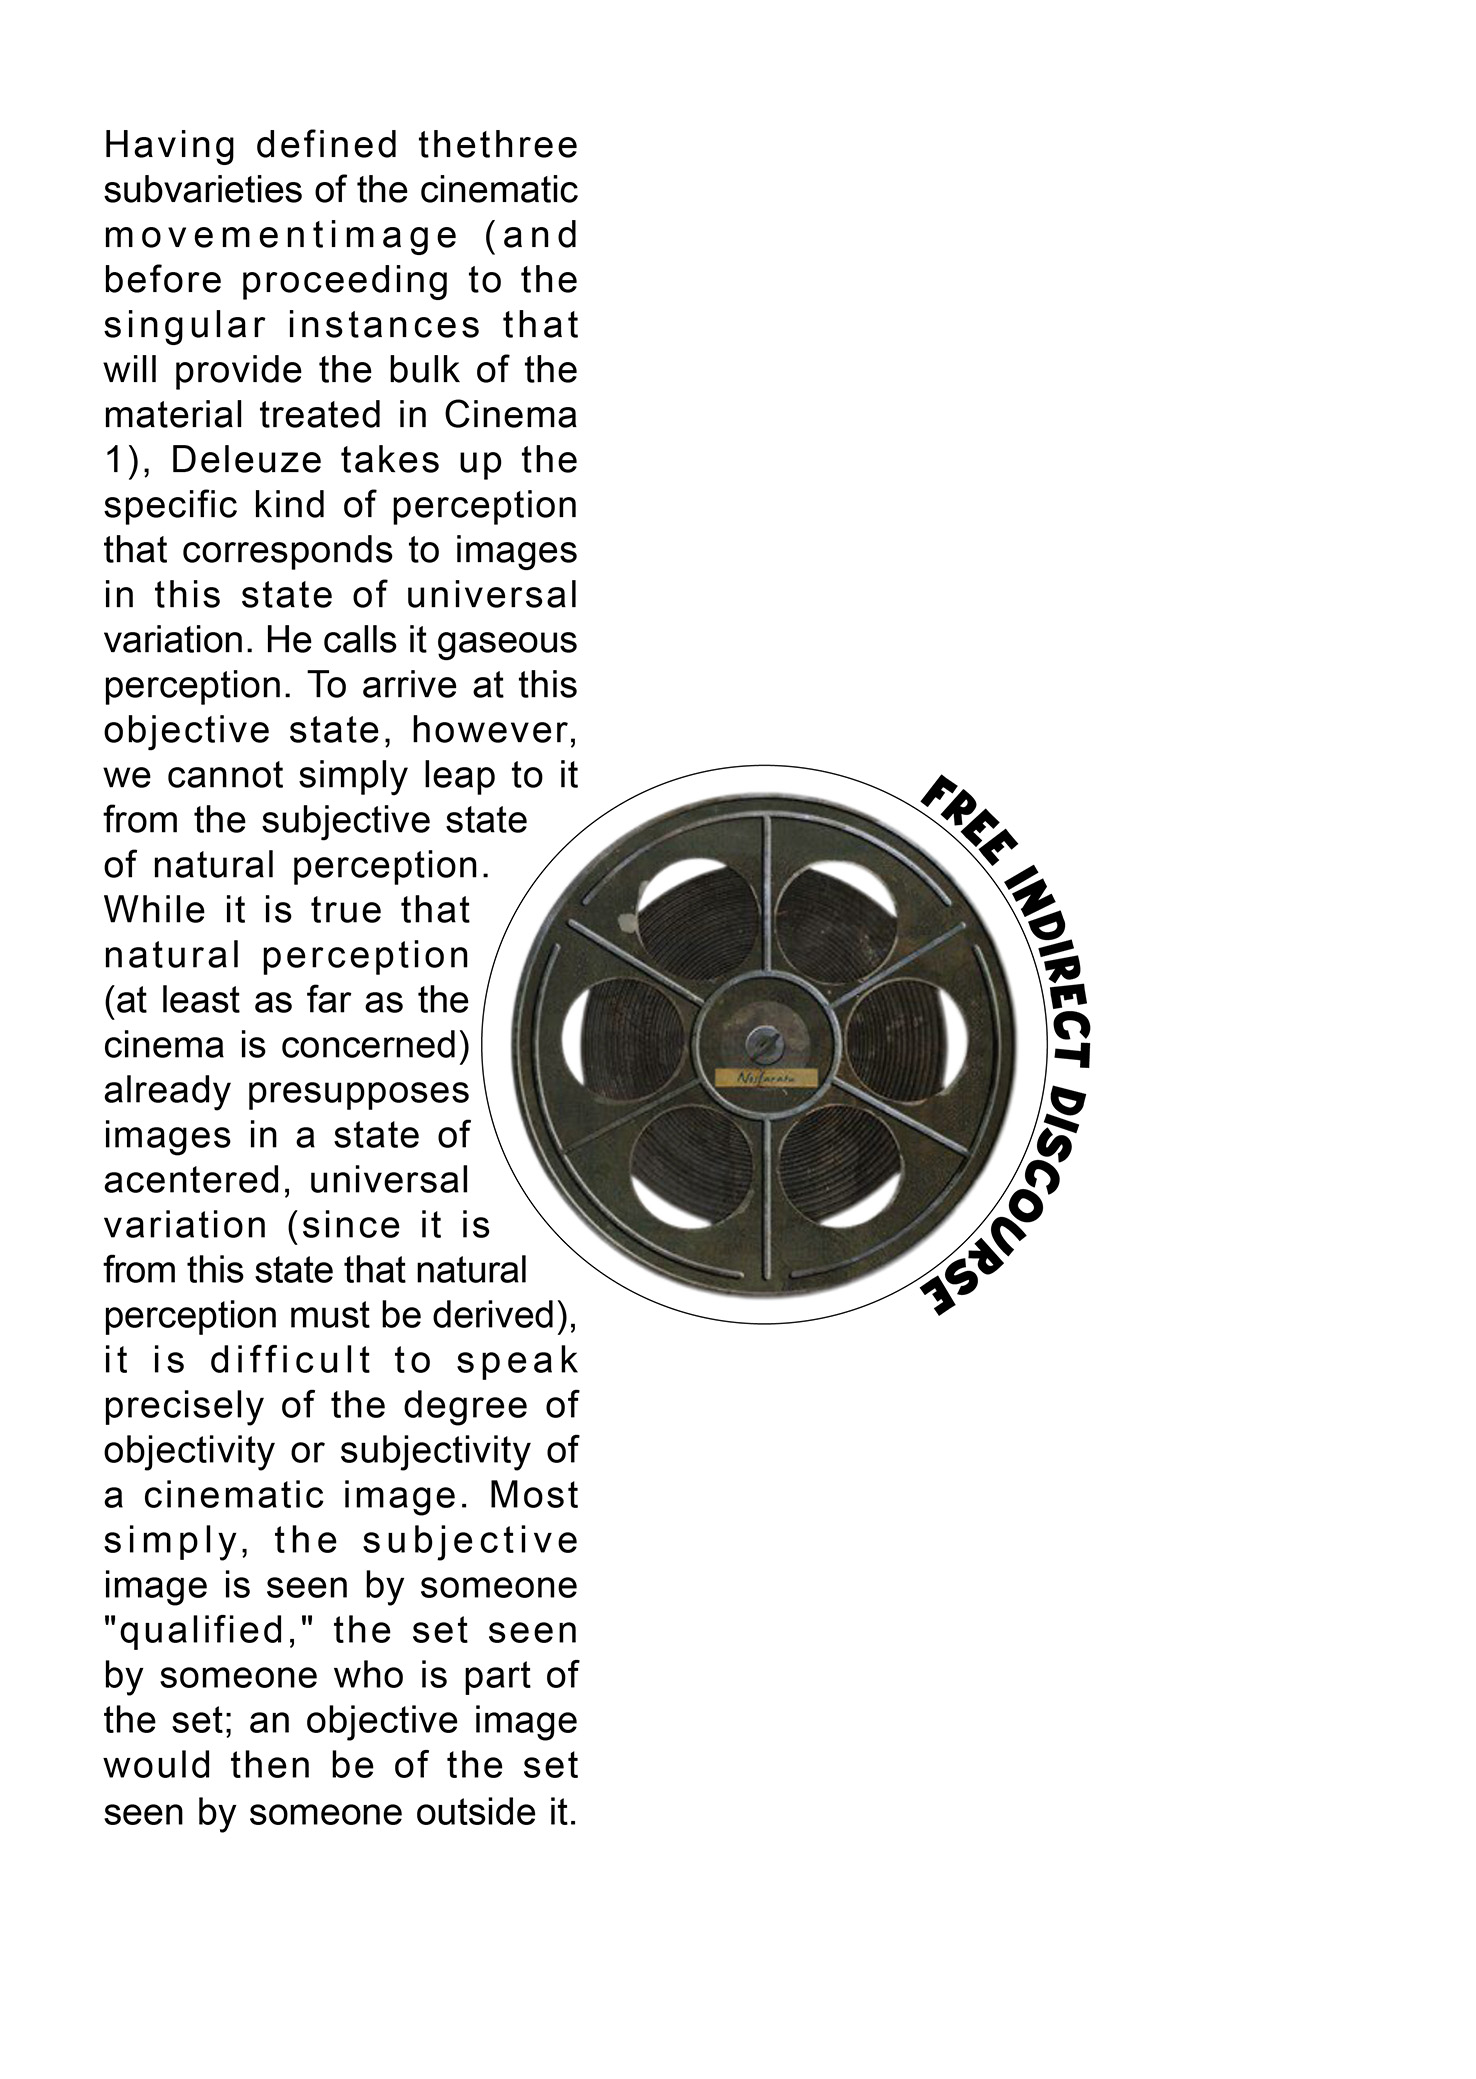 Having defined thethree
subvarieties of the cinematic
movementimage (and
before proceeding to the
singular instances that
will provide the bulk of the
material treated in Cinema
1), Deleuze takes up the
specific kind of perception
that corresponds to images
in this state of universal
variation. He calls it gaseous
perception. To arrive at this
objective state, however,
we cannot simply leap to it
from the subjective state
of natural perception.
While it is true that
natural perception
(at least as far as the
cinema is concerned)
already presupposes
images in a state of
acentered, universal
variation (since it is
from this state that natural
perception must be derived),
it is difficult to speak
precisely of the degree of
objectivity or subjectivity of
a cinematic image. Most
simply, the subjective
image is seen by someone
"qualified," the set seen
by someone who is part of
the set; an objective image
would then be of the set
seen by someone outside it.
FREE INDIRECT DISCOURSE